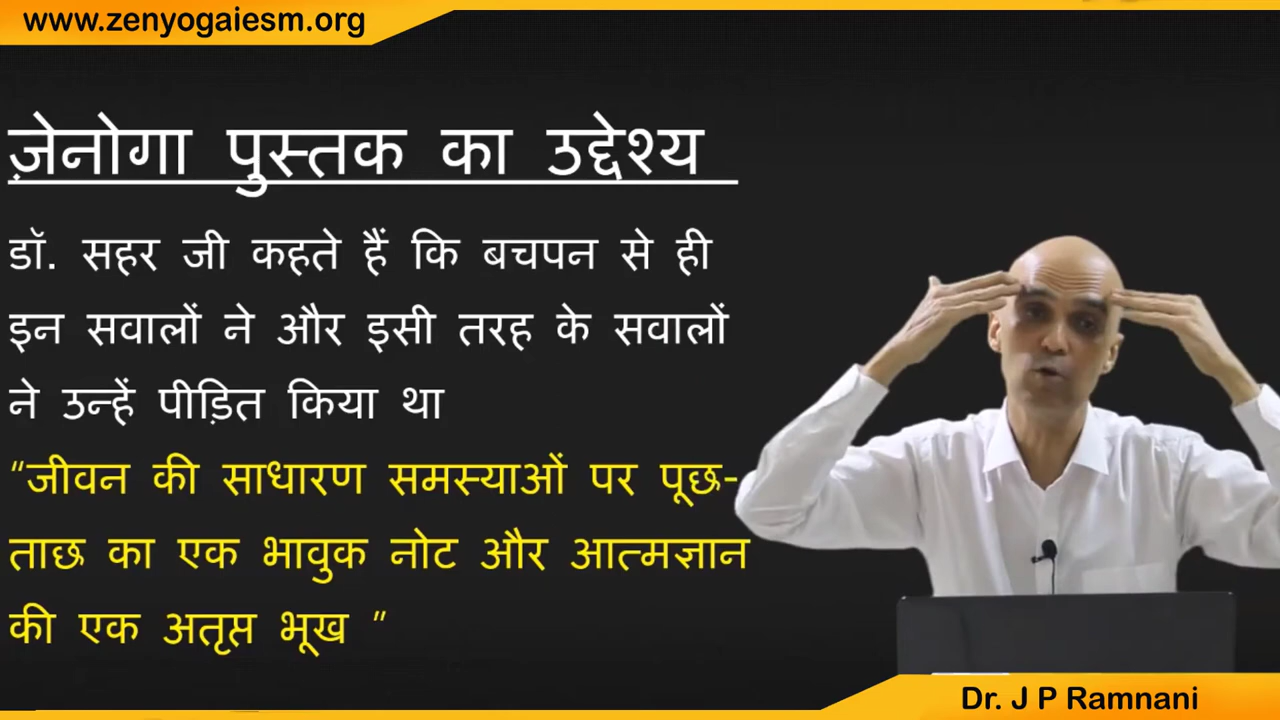 www.zenyogaiesm.org
ज़ेनोगा पुस्तक का उद्देश्य
डॉ. सहर जी कहते हैं कि बचपन से ही
इन सवालों ने और इसी तरह के सवालों
ने उन्हें पीड़ित किया था
“जीवन की साधारण समस्याओं पर पूछ-
ताछ का एक भावुक नोट और आत्मज्ञान
की एक अतृप्त भूख ”
Dr. J P Ramnani